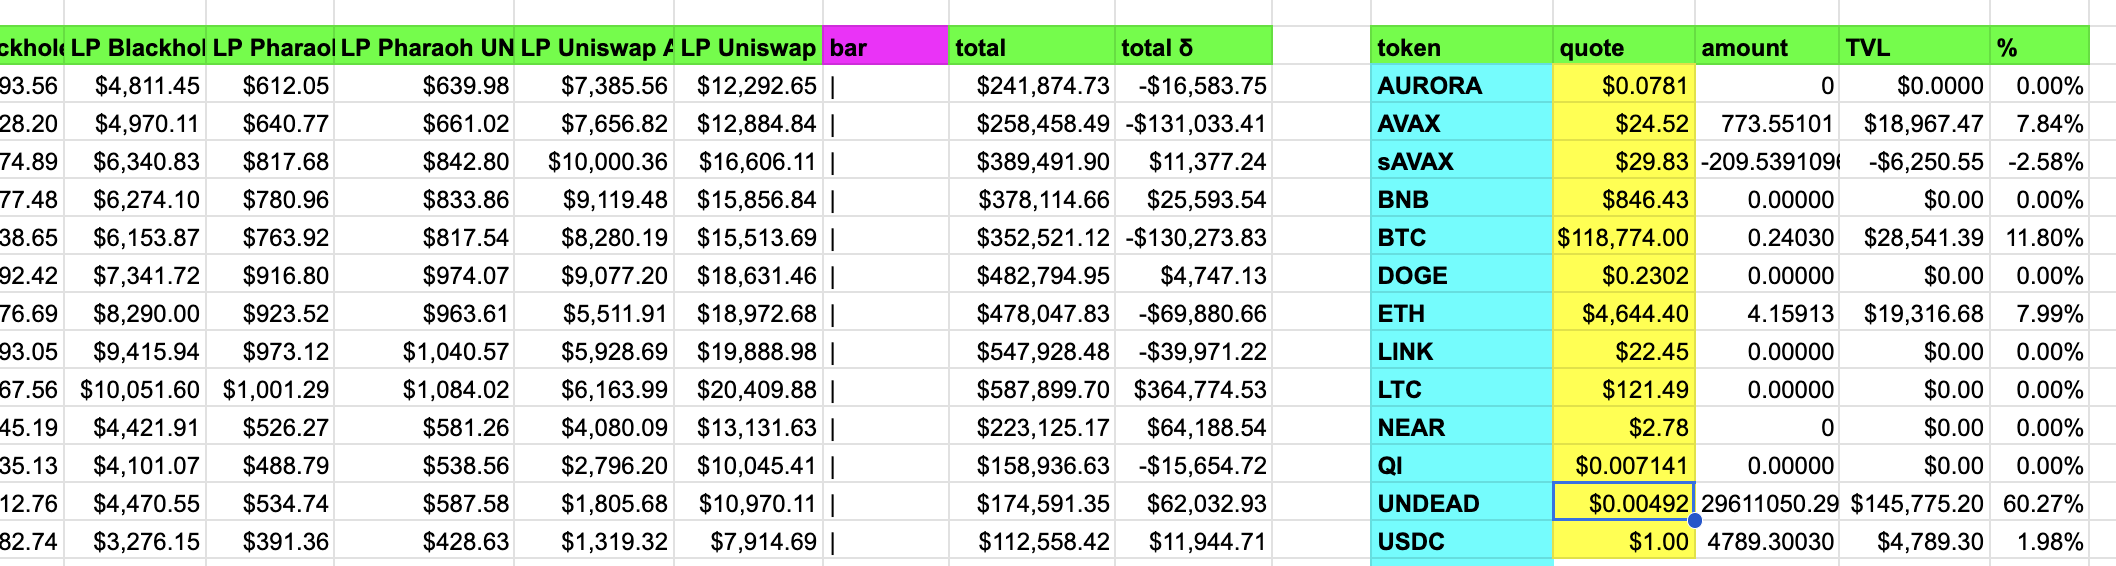 ckhole LP Blackhol LP Pharaol LP Pharaoh UN LP Uniswap A LP Uniswap bar total total δ token quote amount TVL %
93.56 $4,811.45 $612.05 $639.98 $7,385.56 $12,292.65 | $241,874.73 -$16,583.75 AURORA $0.0781 0 $0.0000 0.00%
28.20 $4,970.11 $640.77 $661.02 $7,656.82 $12,884.84 | $258,458.49 -$131,033.41 AVAX $24.52 773.55101 $18,967.47 7.84%
74.89 $6,340.83 $817.68 $842.80 $10,000.36 $16,606.11 | $389,491.90 $11,377.24 sAVAX $29.83 -209.5391096 -$6,250.55 -2.58%
77.48 $6,274.10 $780.96 $833.86 $9,119.48 $15,856.84 | $378,114.66 $25,593.54 BNB $846.43 0.00000 $0.00 0.00%
38.65 $6,153.87 $763.92 $817.54 $8,280.19 $15,513.69 | $352,521.12 -$130,273.83 BTC $118,774.00 0.24030 $28,541.39 11.80%
92.42 $7,341.72 $916.80 $974.07 $9,077.20 $18,631.46 | $482,794.95 $4,747.13 DOGE $0.2302 0.00000 $0.00 0.00%
76.69 $8,290.00 $923.52 $963.61 $5,511.91 $18,972.68 | $478,047.83 -$69,880.66 ETH $4,644.40 4.15913 $19,316.68 7.99%
93.05 $9,415.94 $973.12 $1,040.57 $5,928.69 $19,888.98 | $547,928.48 -$39,971.22 LINK $22.45 0.00000 $0.00 0.00%
67.56 $10,051.60 $1,001.29 $1,084.02 $6,163.99 $20,409.88 | $587,899.70 $364,774.53 LTC $121.49 0.00000 $0.00 0.00%
45.19 $4,421.91 $526.27 $581.26 $4,080.09 $13,131.63 | $223,125.17 $64,188.54 NEAR $2.78 0 $0.00 0.00%
35.13 $4,101.07 $488.79 $538.56 $2,796.20 $10,045.41 | $158,936.63 -$15,654.72 QI $0.007141 0.00000 $0.00 0.00%
12.76 $4,470.55 $534.74 $587.58 $1,805.68 $10,970.11 | $174,591.35 $62,032.93 UNDEAD $0.00492 29611050.29 $145,775.20 60.27%
82.74 $3,276.15 $391.36 $428.63 $1,319.32 $7,914.69 | $112,558.42 $11,944.71 USDC $1.00 4789.30030 $4,789.30 1.98%